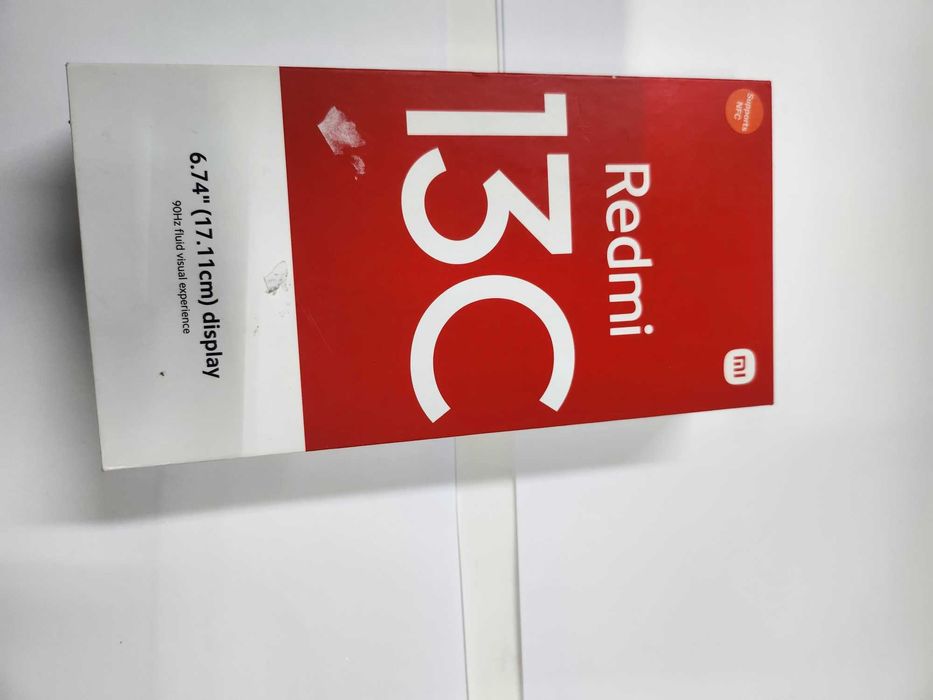 Supports
NFC
mi
Redmi
13C
6.74" (17.11cm) display
90Hz fluid visual experience